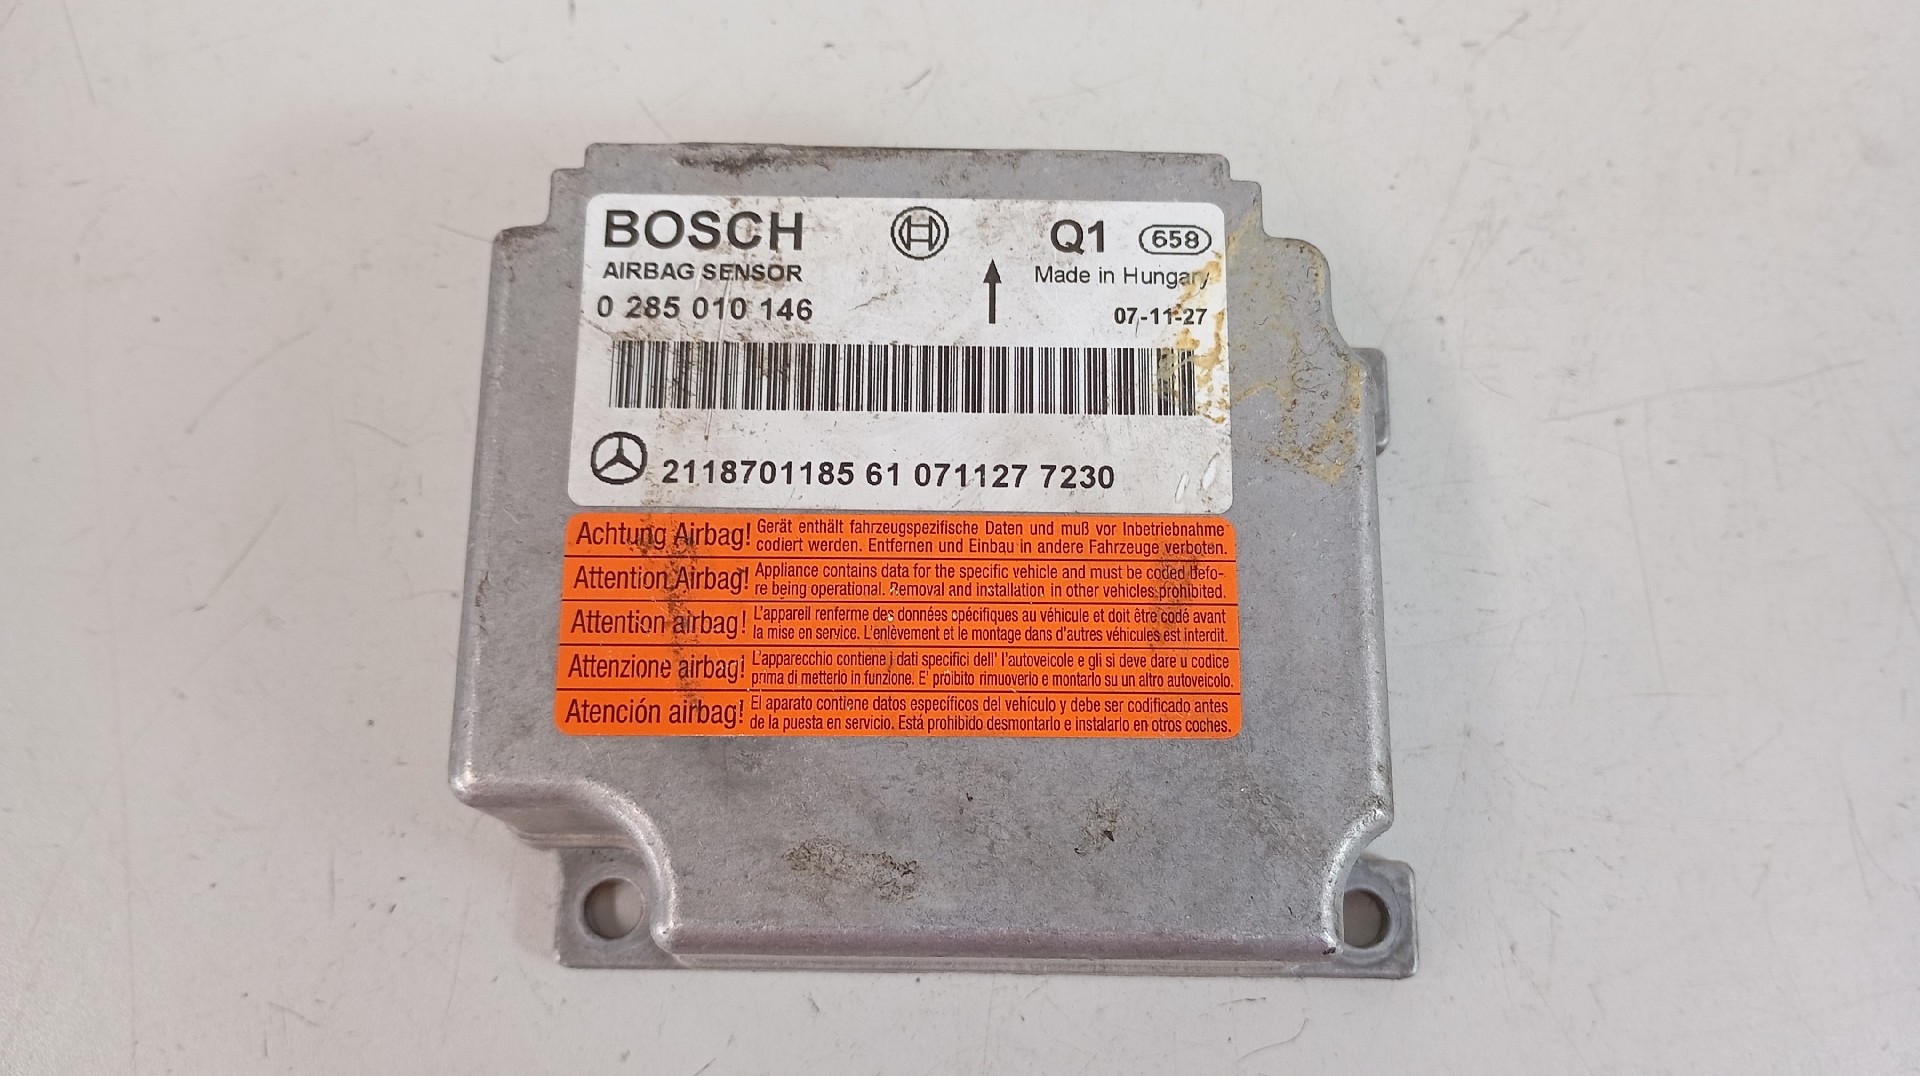 BOSCH
Q1 658
AIRBAG SENSOR
Made in Hungary
0 285 010 146
07-11-27
2118701185 61 071127 7230
Achtung Airbag! Gerät enthält fahrzeugspezifische Daten und muß vor Inbetriebnahme
codiert werden. Entfernen und Einbau in andere Fahrzeuge verboten.
Attention Airbag! Appliance contains data for the specific vehicle and must be coded befo-
re being operational. Removal and installation in other vehicles prohibited.
Attention airbag! L'appareil renferme des données spécifiques au véhicule et doit être codé avant
la mise en service. L'enlèvement et le montage dans d'autres véhicules est interdit.
Attenzione airbag! L'apparecchio contiene i dati specifici dell' l'autoveicole e gli si deve dare u codice
prima di metterlo in funzione. E' proibito rimuoverlo e montarlo su un altro autoveicolo.
Atención airbag! El aparato contiene datos específicos del vehículo y debe ser codificado antes
de la puesta en servicio. Está prohibido desmontarlo e instalarlo en otros coches.